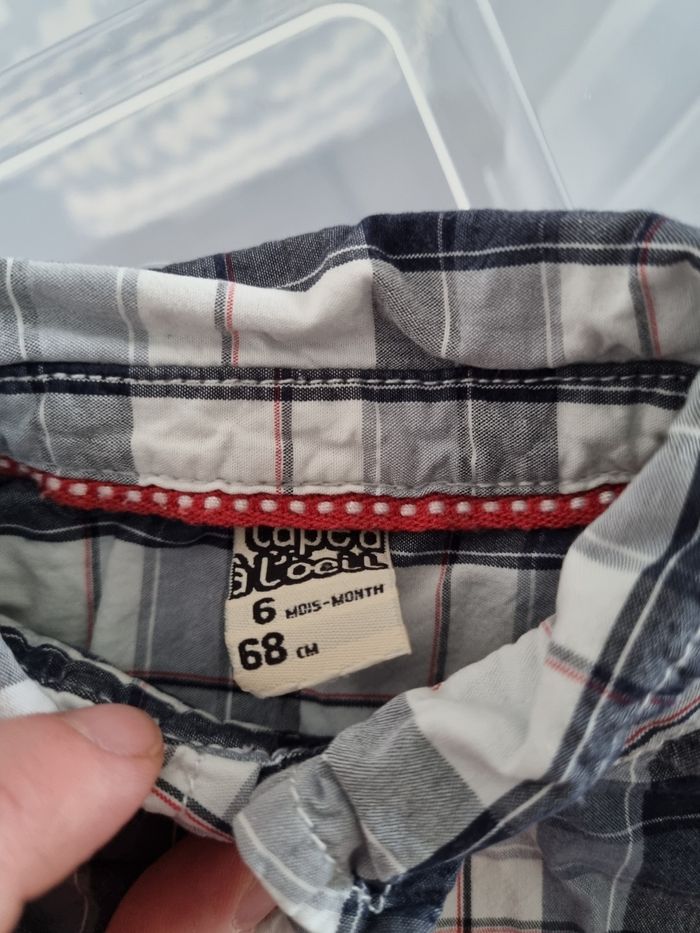 tape à
à l'oeil
6 MOIS-MONTH
68 CM